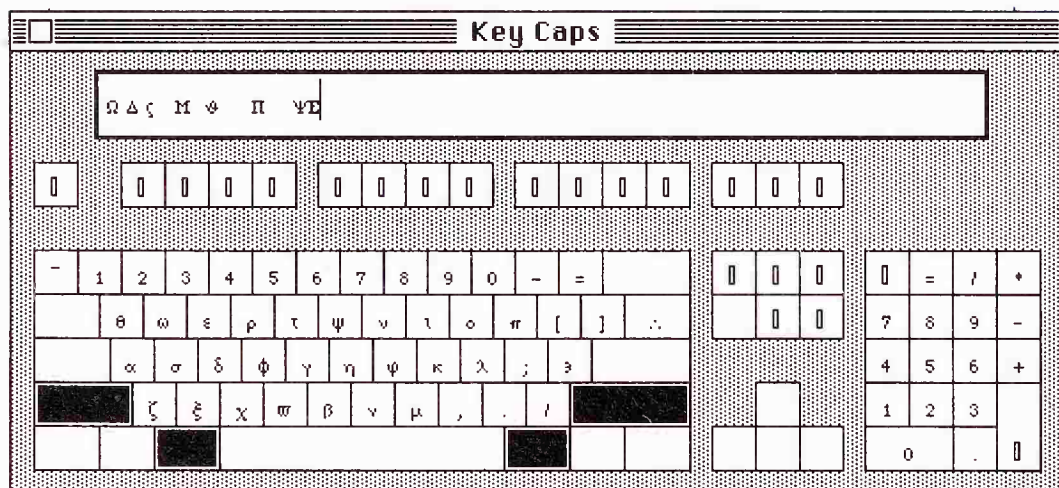 Key Caps
Ω Δ ς Μ ϑ Π ΨΣ
‾ 1 2 3 4 5 6 7 8 9 0 - =
= / *
θ ω ε ρ τ ψ υ ι ο π [ ] ∴
7 8 9 -
α σ δ φ γ η φ κ λ ; э
4 5 6 +
ζ ξ χ ϖ β ν μ , . /
1 2 3
0 .